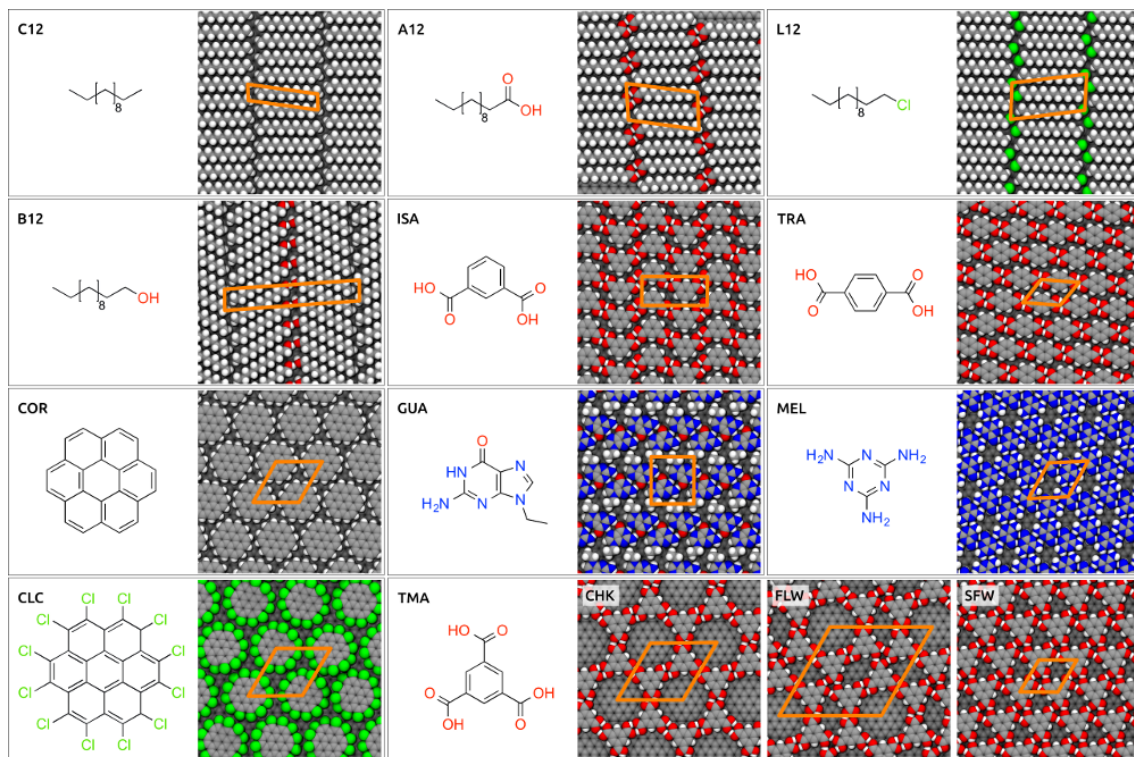 C12
8
A12
O
8
OH
L12
8
Cl
B12
8
OH
ISA
HO
O
O
OH
TRA
HO
O
O
OH
COR
GUA
O
HN
N
H₂N
N
N
MEL
H₂N
N
NH₂
N
N
NH₂
CLC
Cl
Cl
Cl
Cl
Cl
Cl
Cl
Cl
Cl
Cl
Cl
Cl
TMA
HO
O
O
OH
HO
O
CHK
FLW
SFW